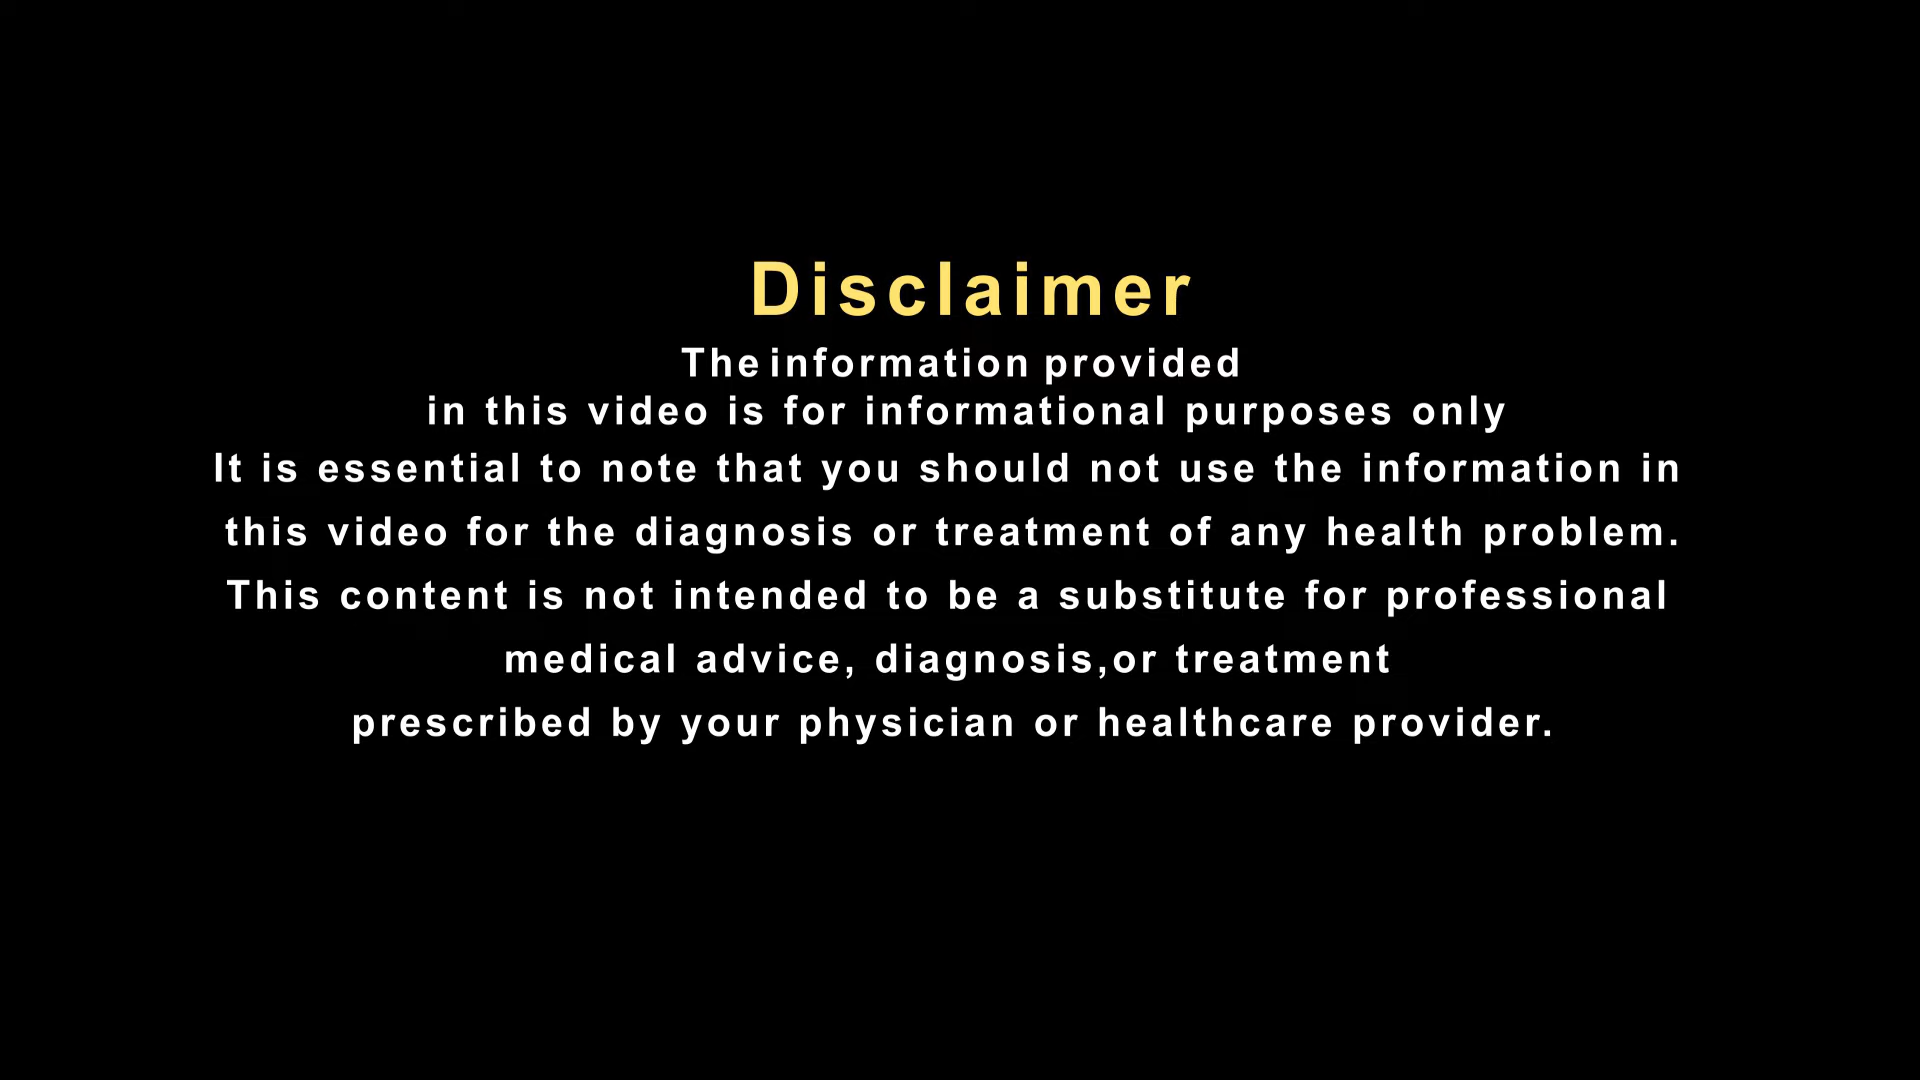 Disclaimer
The information provided
in this video is for informational purposes only
It is essential to note that you should not use the information in
this video for the diagnosis or treatment of any health problem.
This content is not intended to be a substitute for professional
medical advice, diagnosis,or treatment
prescribed by your physician or healthcare provider.